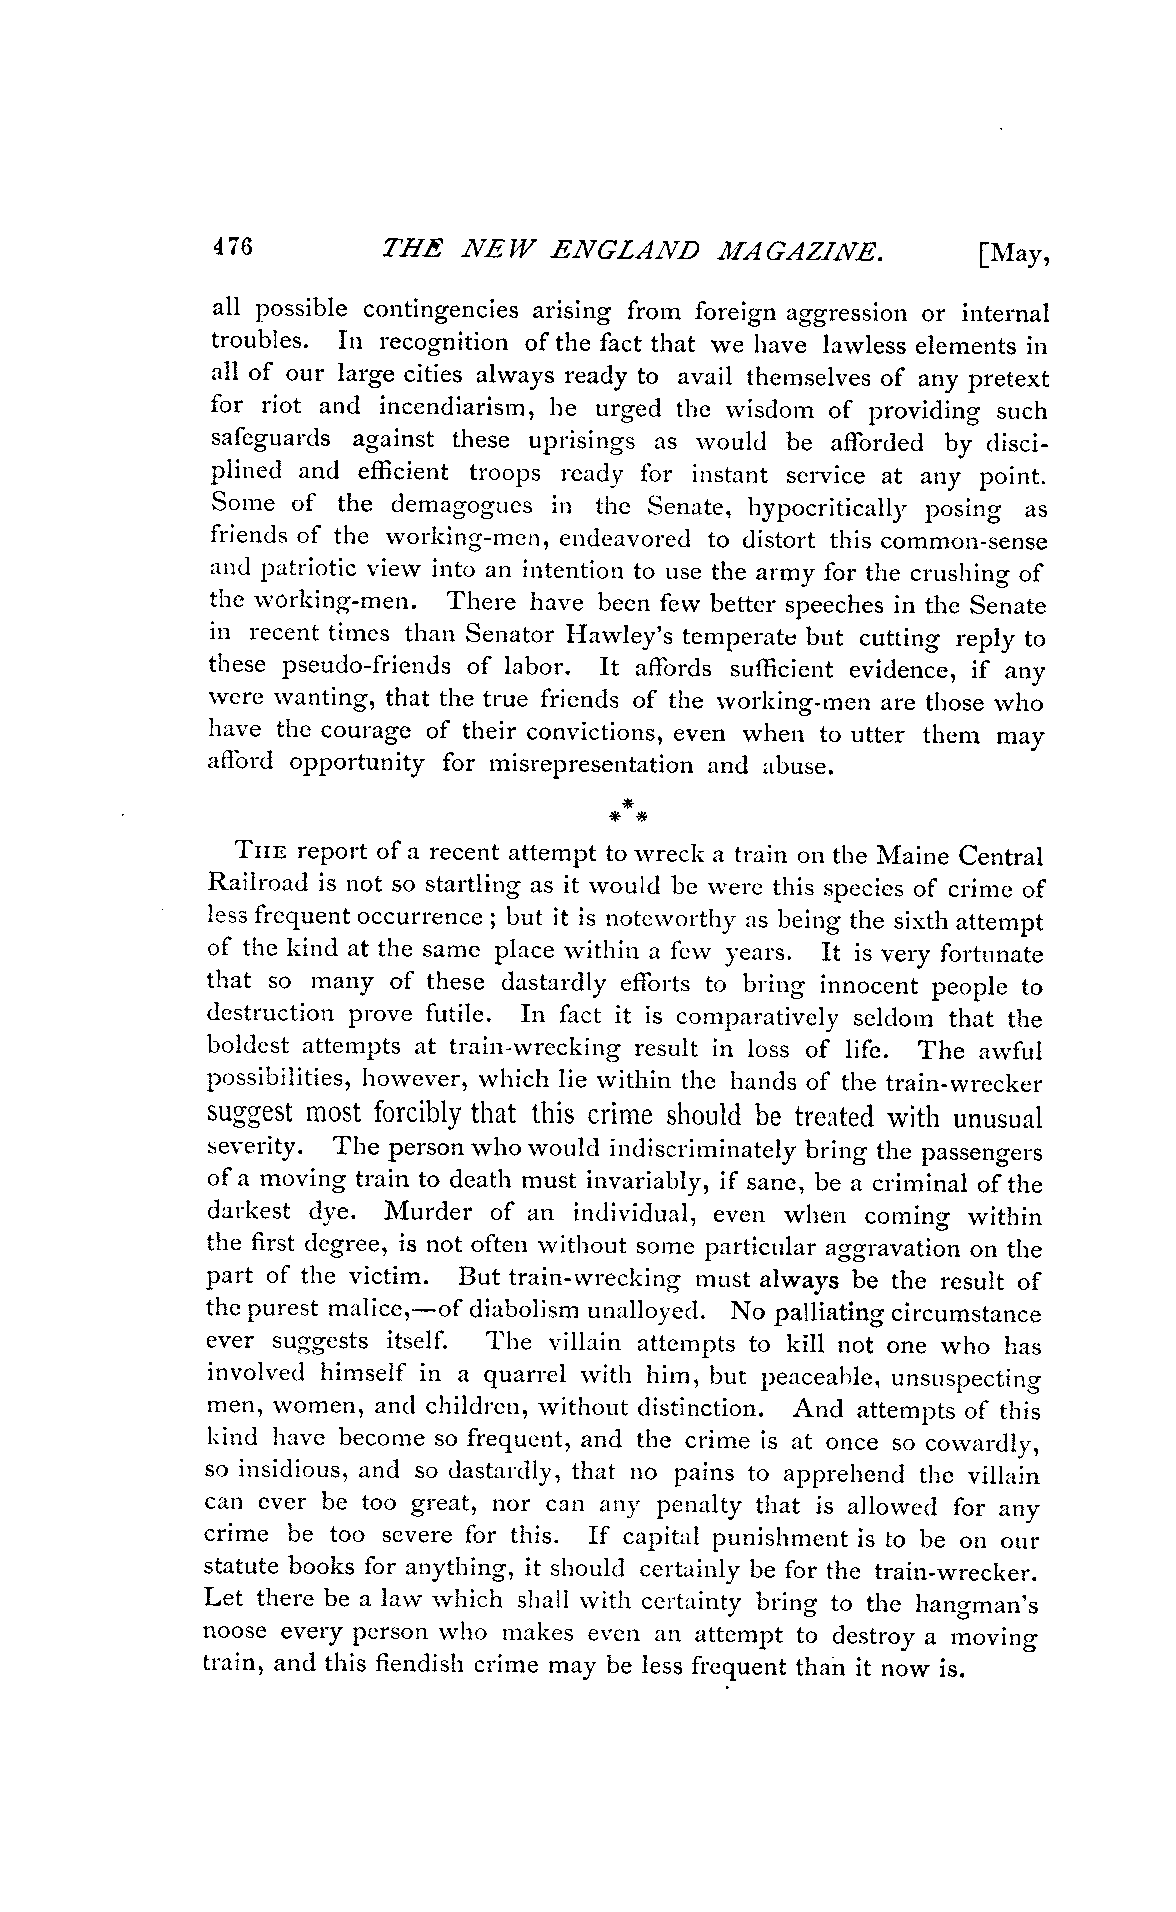 476 THE NEW ENGLAND MAGAZINE. [May,
all possible contingencies arising from foreign aggression or internal
troubles. In recognition of the fact that we have lawless elements in
all of our large cities always ready to avail themselves of any pretext
for riot and incendiarism, he urged the wisdom of providing such
safeguards against these uprisings as would be afforded by disci-
plined and efficient troops ready for instant service at any point.
Some of the demagogues in the Senate, hypocritically posing as
friends of the working-men, endeavored to distort this common-sense
and patriotic view into an intention to use the army for the crushing of
the working-men. There have been few better speeches in the Senate
in recent times than Senator Hawley's temperate but cutting reply to
these pseudo-friends of labor. It affords sufficient evidence, if any
were wanting, that the true friends of the working-men are those who
have the courage of their convictions, even when to utter them may
afford opportunity for misrepresentation and abuse.
***
THE report of a recent attempt to wreck a train on the Maine Central
Railroad is not so startling as it would be were this species of crime of
less frequent occurrence ; but it is noteworthy as being the sixth attempt
of the kind at the same place within a few years. It is very fortunate
that so many of these dastardly efforts to bring innocent people to
destruction prove futile. In fact it is comparatively seldom that the
boldest attempts at train-wrecking result in loss of life. The awful
possibilities, however, which lie within the hands of the train-wrecker
suggest most forcibly that this crime should be treated with unusual
severity. The person who would indiscriminately bring the passengers
of a moving train to death must invariably, if sane, be a criminal of the
darkest dye. Murder of an individual, even when coming within
the first degree, is not often without some particular aggravation on the
part of the victim. But train-wrecking must always be the result of
the purest malice,—of diabolism unalloyed. No palliating circumstance
ever suggests itself. The villain attempts to kill not one who has
involved himself in a quarrel with him, but peaceable, unsuspecting
men, women, and children, without distinction. And attempts of this
kind have become so frequent, and the crime is at once so cowardly,
so insidious, and so dastardly, that no pains to apprehend the villain
can ever be too great, nor can any penalty that is allowed for any
crime be too severe for this. If capital punishment is to be on our
statute books for anything, it should certainly be for the train-wrecker.
Let there be a law which shall with certainty bring to the hangman's
noose every person who makes even an attempt to destroy a moving
train, and this fiendish crime may be less frequent than it now is.